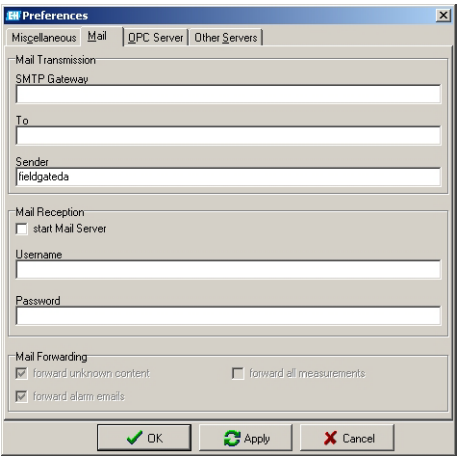 EH Preferences
Miscellaneous Mail OPC Server Other Servers
Mail Transmission
SMTP Gateway
To
Sender
fieldgateda
Mail Reception
start Mail Server
Username
Password
Mail Forwarding
forward unknown content forward all measurements
forward alarm emails
OK Apply Cancel